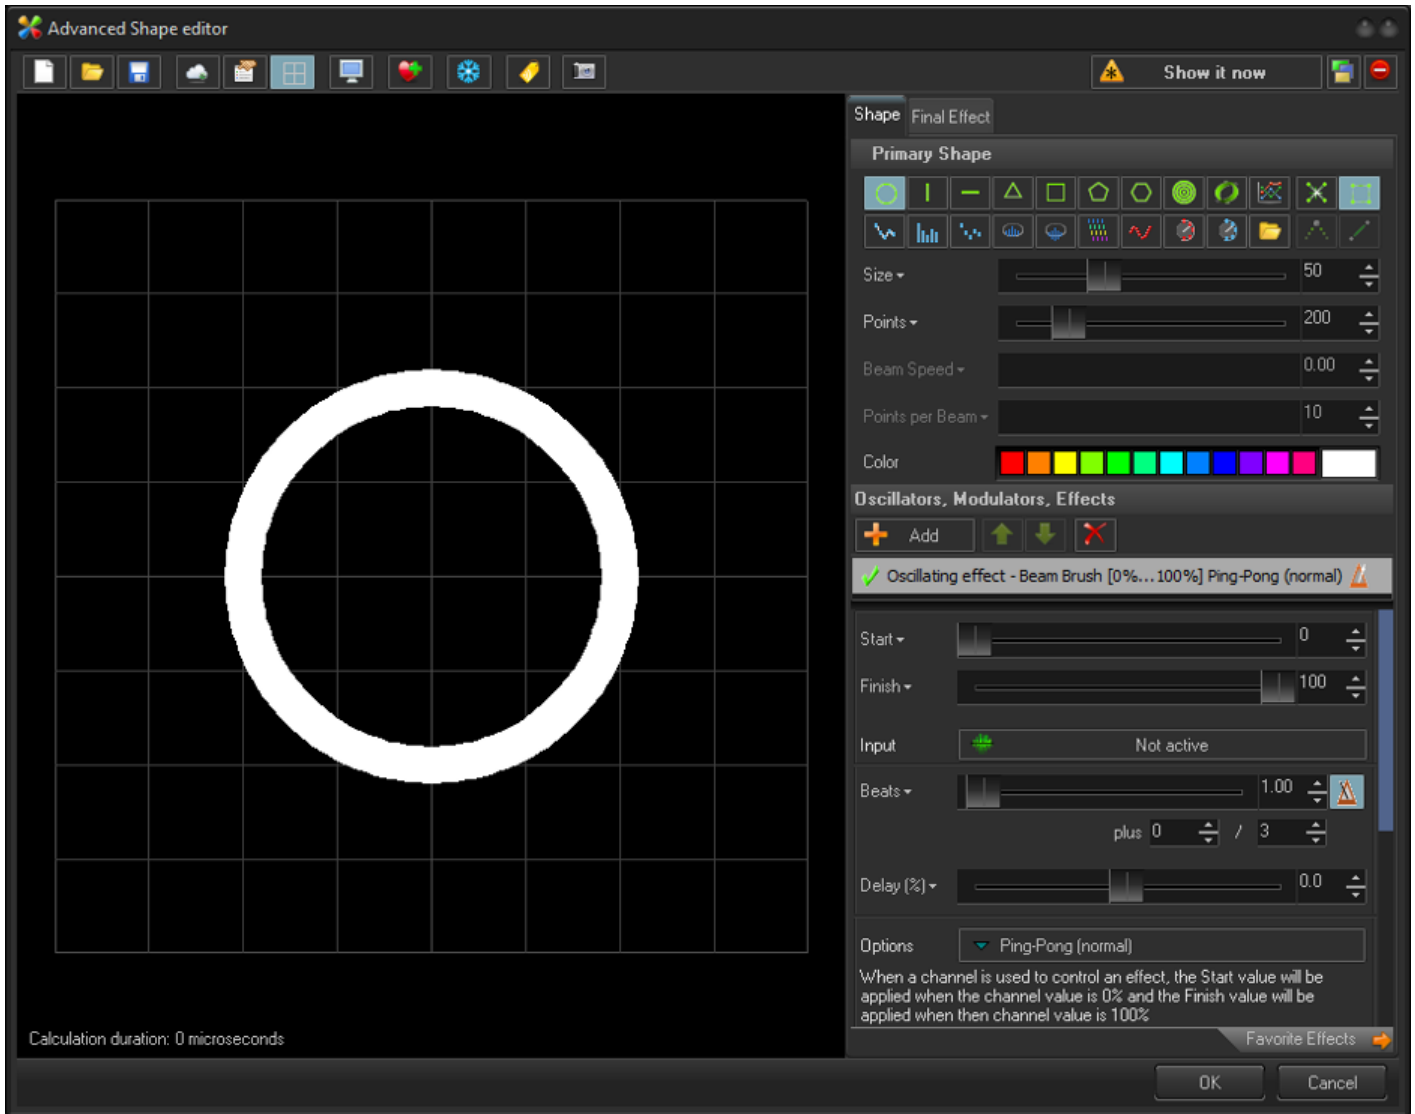 Advanced Shape editor
Show it now
Shape Final Effect
Primary Shape
Size 50
Points 200
Beam Speed 0.00
Points per Beam 10
Color
Oscillators, Modulators, Effects
Add
Oscillating effect - Beam Brush [0%...100%] Ping-Pong (normal)
Start 0
Finish 100
Input Not active
Beats 1.00
plus 0 / 3
Delay (%) 0.0
Options Ping-Pong (normal)
When a channel is used to control an effect, the Start value will be
applied when the channel value is 0% and the Finish value will be
applied when then channel value is 100%
Calculation duration: 0 microseconds
Favorite Effects
OK Cancel